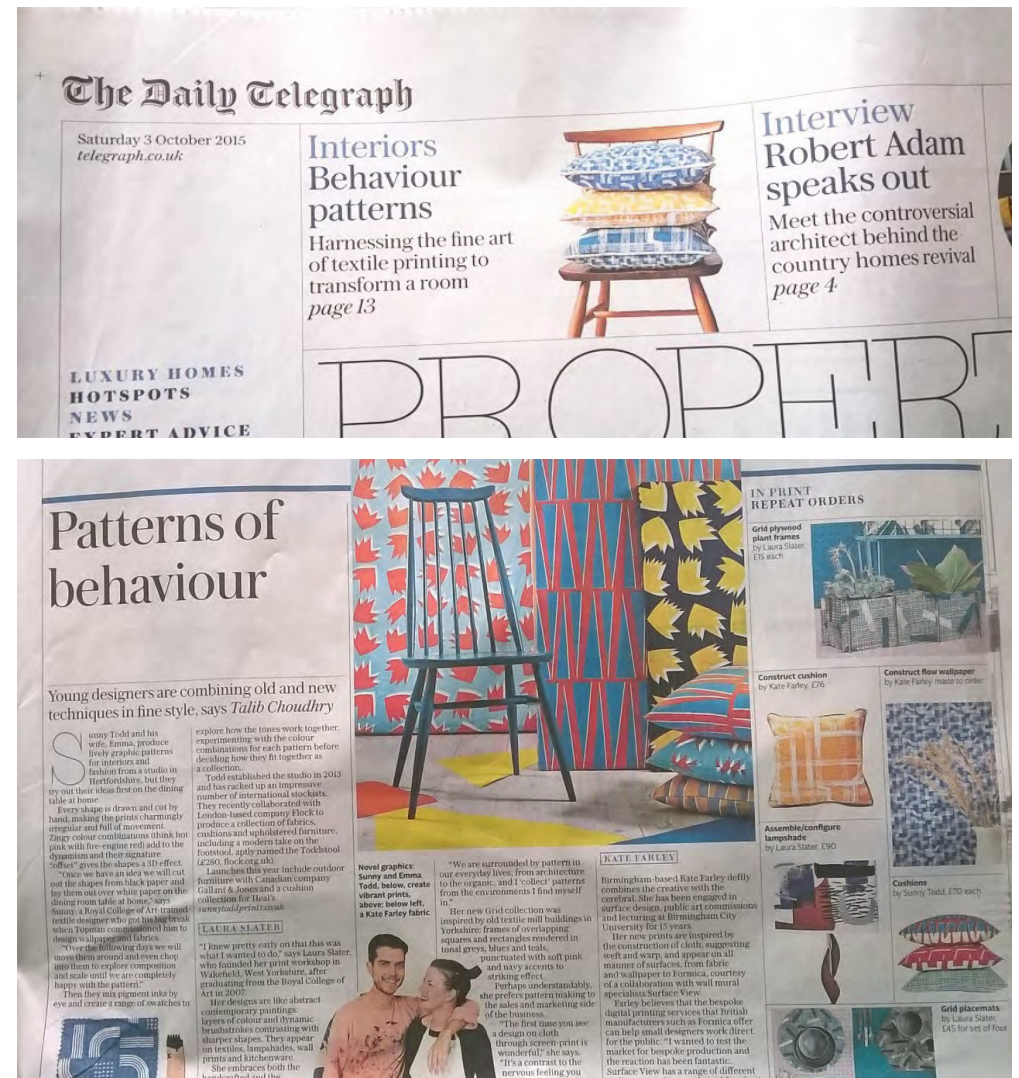 The Daily Telegraph
Saturday 3 October 2015
telegraph.co.uk
Interiors
Behaviour
patterns
Harnessing the fine art
of textile printing to
transform a room
page 13
Interview
Robert Adam
speaks out
Meet the controversial
architect behind the
country homes revival
page 4
LUXURY HOMES
HOTSPOTS
NEWS
EXPERT ADVICE
PROPERT
Patterns of
behaviour
Young designers are combining old and new
techniques in fine style, says Talib Choudhry
Sunny Todd and his
wife, Emma, produce
lively graphic patterns
for interiors and
fashion from a studio in
Hertfordshire, but they
try out their ideas first on the dining
table at home.
Every shape is drawn and cut by
hand, making the prints charmingly
irregular and full of movement.
Zingy colour combinations (think hot
pink with fire-engine red) add to the
dynamism and their signature
"offset" gives the shapes a 3D effect.
"Once we have an idea we will cut
out the shapes from black paper and
lay them out over white paper on the
dining room table at home," says
Sunny, a Royal College of Art-trained
textile designer who got his big break
when Topman commissioned him to
design wallpaper and fabrics.
"Over the following days we will
move them around and even chop
into them to explore composition
and scale until we are completely
happy with the pattern."
Then they mix pigment inks by
eye and create a range of swatches to
explore how the tones work together,
experimenting with the colour
combinations for each pattern before
deciding how they fit together as
a collection.
Todd established the studio in 2013
and has racked up an impressive
number of international stockists.
They recently collaborated with
London-based company Flock to
produce a collection of fabrics,
cushions and upholstered furniture,
including a modern take on the
footstool, aptly named the Toddstool
(£280, flock.org.uk).
Launches this year include outdoor
furniture with Canadian company
Gallant & Jones and a cushion
collection for Heal's.
sunnytoddprints.co.uk
LAURA SLATER
"I knew pretty early on that this was
what I wanted to do," says Laura Slater,
who founded her print workshop in
Wakefield, West Yorkshire, after
graduating from the Royal College of
Art in 2007.
Her designs are like abstract
contemporary paintings:
layers of colour and dynamic
brushstrokes contrasting with
sharper shapes. They appear
on textiles, lampshades, wall
prints and kitchenware.
She embraces both the
handcrafted and the
Novel graphics:
Sunny and Emma
Todd, below, create
vibrant prints,
above; below left,
a Kate Farley fabric
"We are surrounded by pattern in
our everyday lives, from architecture
to the organic, and I 'collect' patterns
from the environments I find myself
in."
Her new Grid collection was
inspired by old textile mill buildings in
Yorkshire: frames of overlapping
squares and rectangles rendered in
tonal greys, blues and teals,
punctuated with soft pink
and navy accents to
striking effect.
Perhaps understandably,
she prefers pattern making to
the sales and marketing side
of the business.
"The first time you see
a design on cloth
through screen-print is
wonderful," she says.
"It's a contrast to the
nervous feeling you
KATE FARLEY
Birmingham-based Kate Farley deftly
combines the creative with the
cerebral. She has been engaged in
surface design, public art commissions
and lecturing at Birmingham City
University for 15 years.
Her new prints are inspired by
the construction of cloth, suggesting
weft and warp, and appear on all
manner of surfaces, from fabric
and wallpaper to Formica, courtesy
of a collaboration with wall mural
specialists Surface View.
Farley believes that the bespoke
digital printing services that British
manufacturers such as Formica offer
can help small designers work direct
for the public. "I wanted to test the
market for bespoke production and
the reaction has been fantastic.
Surface View has a range of different
IN PRINT
REPEAT ORDERS
Grid plywood
plant frames
by Laura Slater,
£15 each
Construct cushion
by Kate Farley, £76
Construct flow wallpaper
by Kate Farley, made to order
Assemble/configure
lampshade
by Laura Slater, £90
Cushions
by Sunny Todd, £70 each
Grid placemats
by Laura Slater,
£45 for set of four